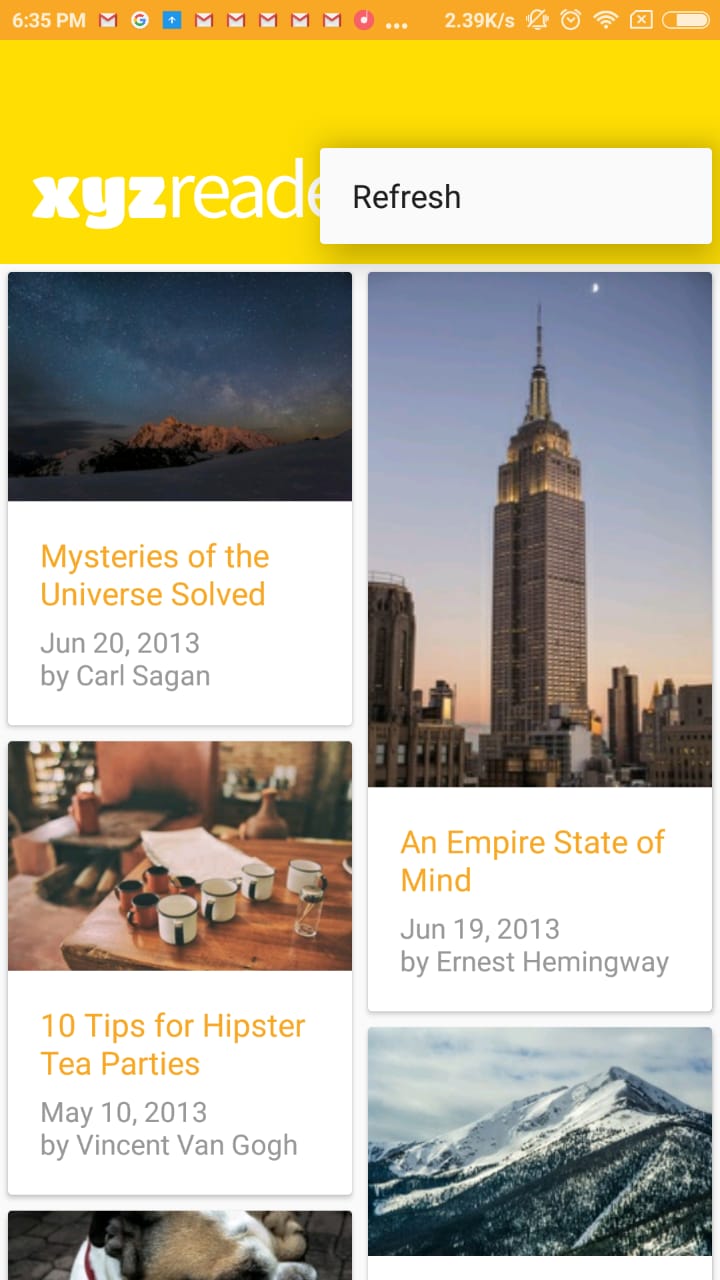 6:35 PM
... 2.39K/s
xyzreade
Refresh
Mysteries of the
Universe Solved
Jun 20, 2013
by Carl Sagan
An Empire State of
Mind
Jun 19, 2013
by Ernest Hemingway
10 Tips for Hipster
Tea Parties
May 10, 2013
by Vincent Van Gogh